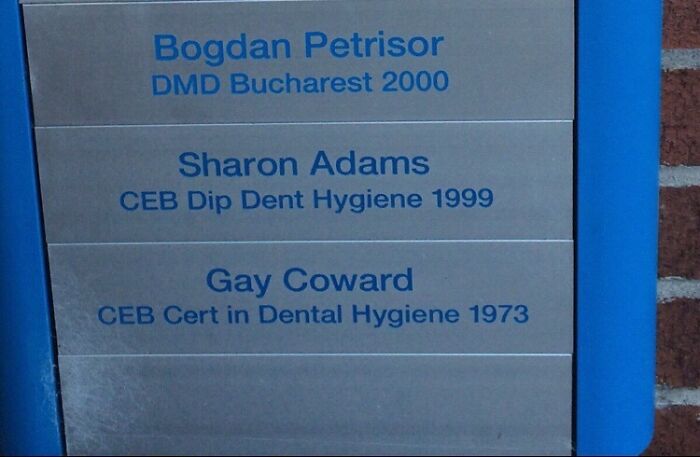 Bogdan Petrisor
DMD Bucharest 2000
Sharon Adams
CEB Dip Dent Hygiene 1999
Gay Coward
CEB Cert in Dental Hygiene 1973